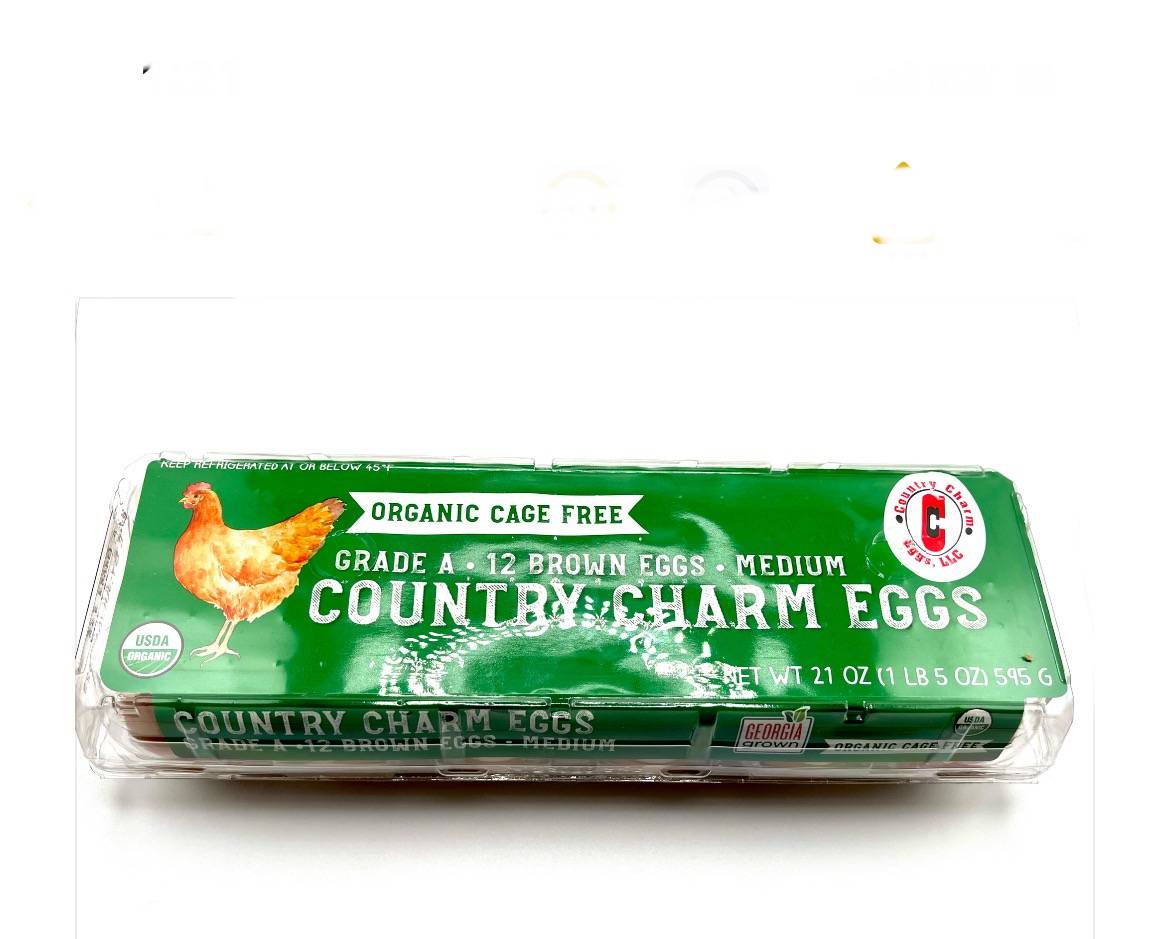 KEEP REFRIGERATED AT OR BELOW 45°F
ORGANIC CAGE FREE
Country Charm
C
Eggs, LLC
GRADE A • 12 BROWN EGGS • MEDIUM
COUNTRY CHARM EGGS
USDA
ORGANIC
NET WT 21 OZ (1 LB 5 OZ) 595 G
COUNTRY CHARM EGGS
GRADE A • 12 BROWN EGGS • MEDIUM
GEORGIA
grown
USDA
ORGANIC
ORGANIC CAGE FREE